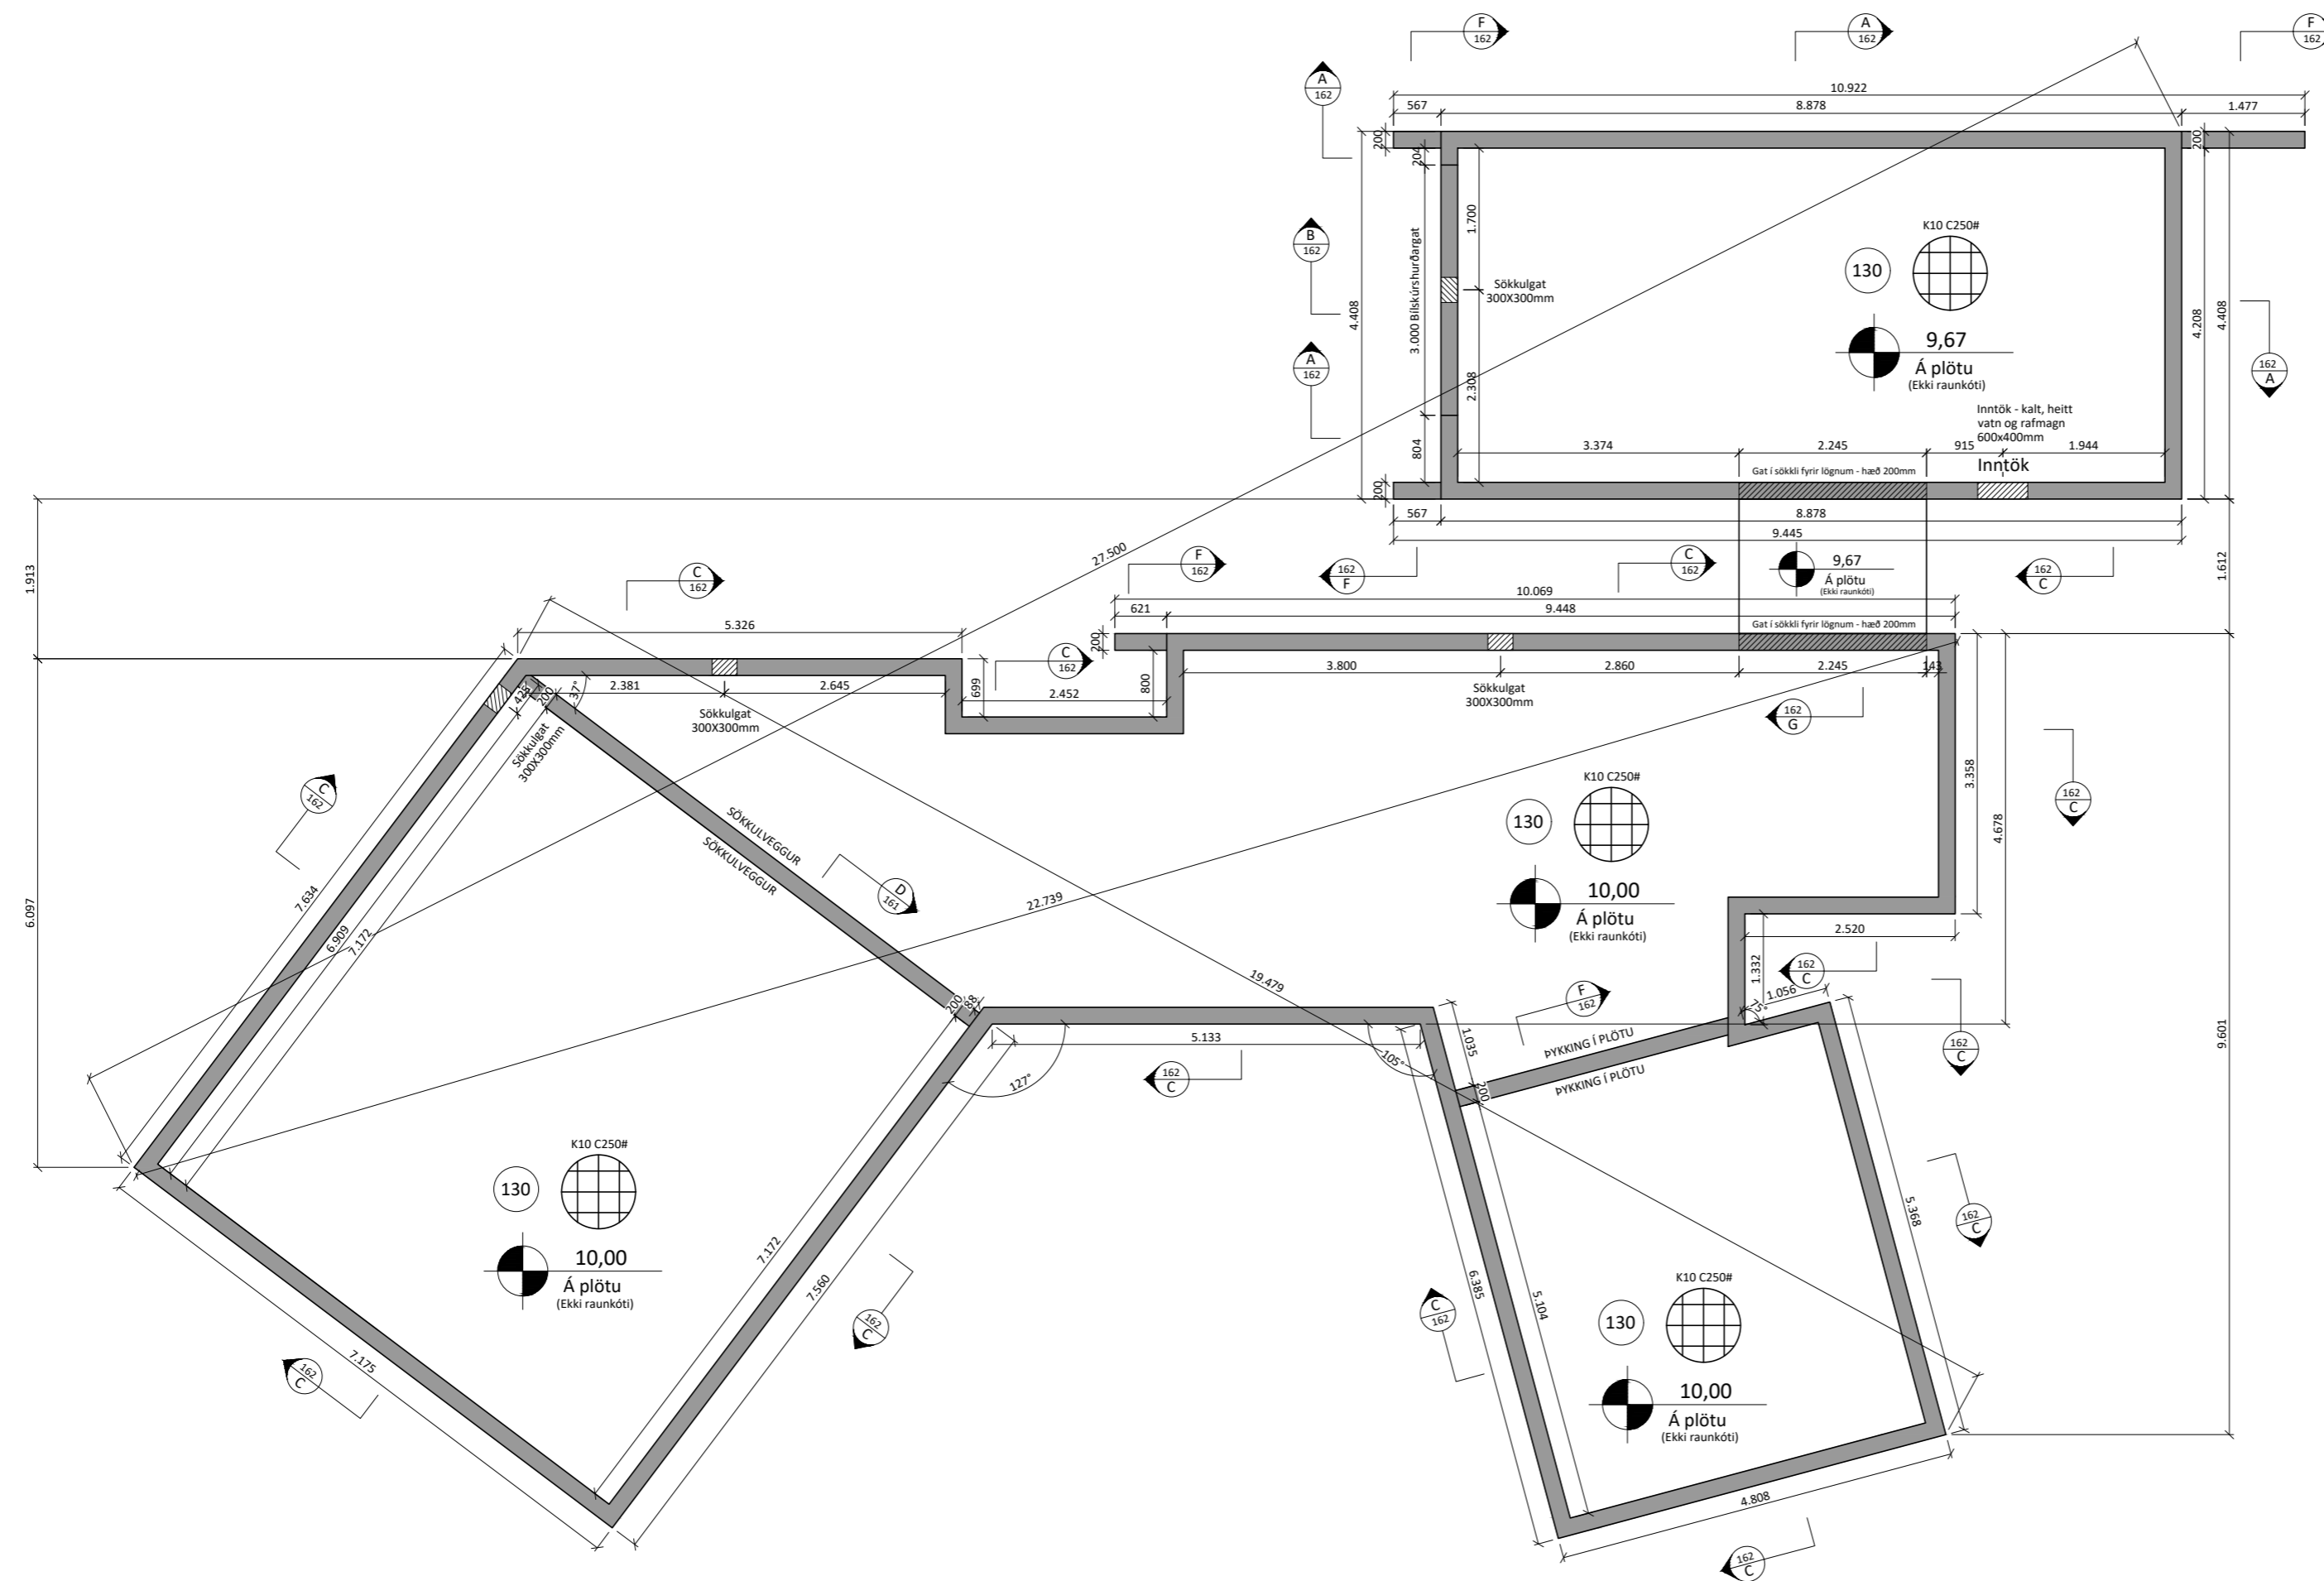 F
162
A
162
F
162
A
162
10.922
567
8.878
1.477
200
204
200
1.700
K10 C250#
130
B
162
Sökkulgat
300X300mm
3.000 Bílskúrshurðargat
4.408
4.208
4.408
9,67
Á plötu
(Ekki raunkóti)
A
162
162
A
2.308
Inntök - kalt, heitt
vatn og rafmagn
600x400mm
804
3.374
2.245
915
1.944
Gat í sökkli fyrir lögnum - hæð 200mm
Inntök
200
567
8.878
9.445
27.500
1.913
C
162
F
162
162
F
C
162
9,67
Á plötu
(Ekki raunkóti)
162
C
1.612
10.069
621
9.448
5.326
200
Gat í sökkli fyrir lögnum - hæð 200mm
C
162
699
800
2.381
2.645
2.452
3.800
2.860
2.245
143
425
200
37°
Sökkulgat
300X300mm
Sökkulgat
300X300mm
Sökkulgat
300X300mm
162
G
C
162
K10 C250#
130
3.358
4.678
162
C
SÖKKULVEGGUR
SÖKKULVEGGUR
D
161
10,00
Á plötu
(Ekki raunkóti)
7.634
6.909
7.172
22.739
6.097
2.520
1.332
162
C
19.479
F
162
1.056
75°
200
88
5.133
127°
105°
1.035
200
ÞYKKING Í PLÖTU
ÞYKKING Í PLÖTU
162
C
162
C
9.601
K10 C250#
130
10,00
Á plötu
(Ekki raunkóti)
7.172
7.560
162
C
5.368
162
C
C
162
6.385
5.104
K10 C250#
130
10,00
Á plötu
(Ekki raunkóti)
7.175
162
C
4.808
162
C